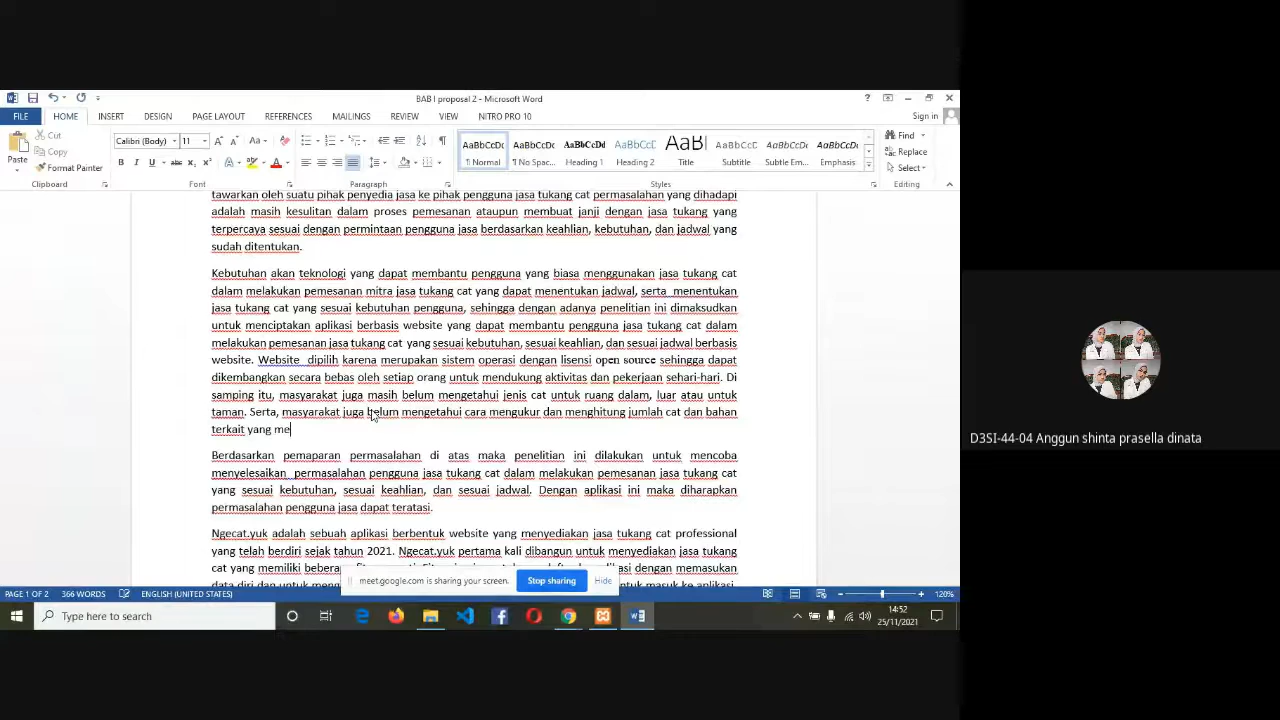 BAB I proposal 2 - Microsoft Word
Sign in
FILE HOME INSERT DESIGN PAGE LAYOUT REFERENCES MAILINGS REVIEW VIEW NITRO PRO 10
Paste
Cut
Copy
Format Painter
Clipboard
Calibri (Body) 11
Font
Paragraph
AaBbCcDc AaBbCcDc AaBbCcDd AaBbCc AaBl AaBbCcC AaBbCcDc AaBbCcDc
¶ Normal ¶ No Spac... Heading 1 Heading 2 Title Subtitle Subtle Em... Emphasis
Styles
Find
Replace
Select
Editing
tawarkan oleh suatu pihak penyedia jasa ke pihak pengguna jasa tukang cat permasalahan yang dihadapi
adalah masih kesulitan dalam proses pemesanan ataupun membuat janji dengan jasa tukang yang
terpercaya sesuai dengan permintaan pengguna jasa berdasarkan keahlian, kebutuhan, dan jadwal yang
sudah ditentukan.
Kebutuhan akan teknologi yang dapat membantu pengguna yang biasa menggunakan jasa tukang cat
dalam melakukan pemesanan mitra jasa tukang cat yang dapat menentukan jadwal, serta menentukan
jasa tukang cat yang sesuai kebutuhan pengguna, sehingga dengan adanya penelitian ini dimaksudkan
untuk menciptakan aplikasi berbasis website yang dapat membantu pengguna jasa tukang cat dalam
melakukan pemesanan jasa tukang cat yang sesuai kebutuhan, sesuai keahlian, dan sesuai jadwal berbasis
website. Website dipilih karena merupakan sistem operasi dengan lisensi open source sehingga dapat
dikembangkan secara bebas oleh setiap orang untuk mendukung aktivitas dan pekerjaan sehari-hari. Di
samping itu, masyarakat juga masih belum mengetahui jenis cat untuk ruang dalam, luar atau untuk
taman. Serta, masyarakat juga belum mengetahui cara mengukur dan menghitung jumlah cat dan bahan
terkait yang me
Berdasarkan pemaparan permasalahan di atas maka penelitian ini dilakukan untuk mencoba
menyelesaikan permasalahan pengguna jasa tukang cat dalam melakukan pemesanan jasa tukang cat
yang sesuai kebutuhan, sesuai keahlian, dan sesuai jadwal. Dengan aplikasi ini maka diharapkan
permasalahan pengguna jasa dapat teratasi.
Ngecat.yuk adalah sebuah aplikasi berbentuk website yang menyediakan jasa tukang cat professional
yang telah berdiri sejak tahun 2021. Ngecat.yuk pertama kali dibangun untuk menyediakan jasa tukang
cat yang memiliki dengan memasukan
data diri dan untuk untuk masuk ke aplikasi.
meet.google.com is sharing your screen. Stop sharing Hide
PAGE 1 OF 2 366 WORDS ENGLISH (UNITED STATES) 120%
Type here to search
14:52
25/11/2021
D3SI-44-04 Anggun shinta prasella dinata